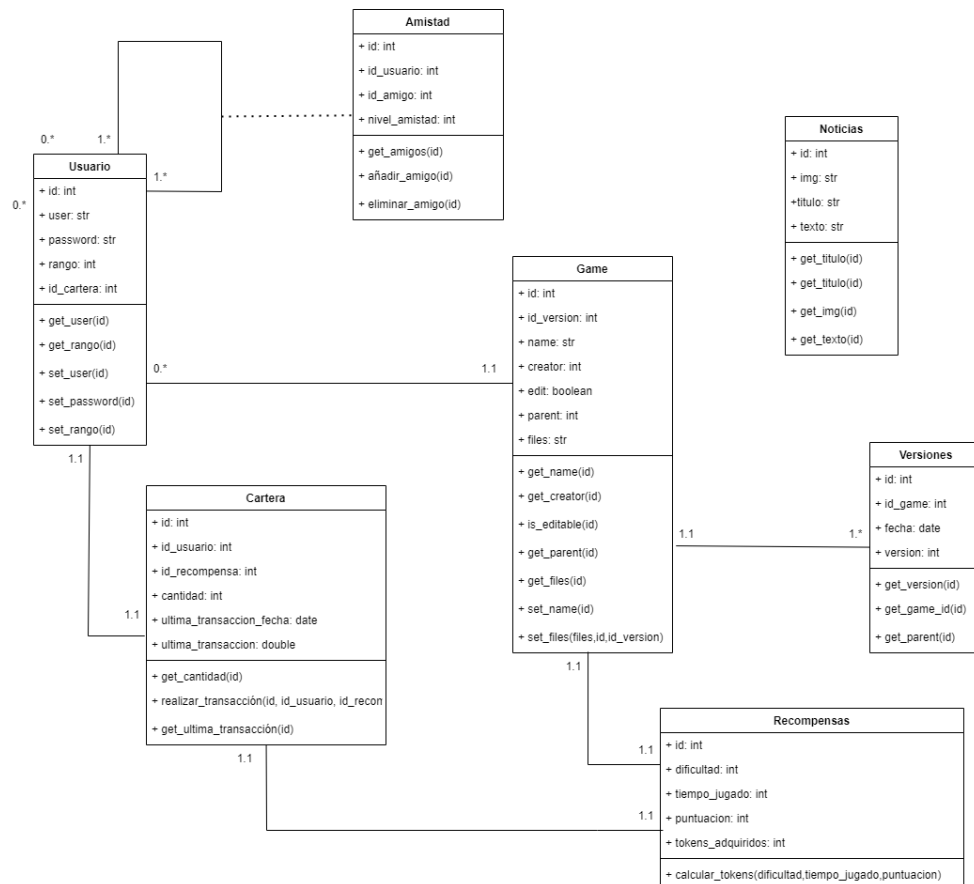 Amistad
+ id: int
+ id_usuario: int
+ id_amigo: int
+ nivel_amistad: int
+ get_amigos(id)
+ añadir_amigo(id)
+ eliminar_amigo(id)
0.*
1.*
1.*
0.*
Usuario
+ id: int
+ user: str
+ password: str
+ rango: int
+ id_cartera: int
+ get_user(id)
+ get_rango(id)
+ set_user(id)
+ set_password(id)
+ set_rango(id)
Noticias
+ id: int
+ img: str
+titulo: str
+ texto: str
+ get_titulo(id)
+ get_titulo(id)
+ get_img(id)
+ get_texto(id)
0.*
1.1
Game
+ id: int
+ id_version: int
+ name: str
+ creator: int
+ edit: boolean
+ parent: int
+ files: str
+ get_name(id)
+ get_creator(id)
+ is_editable(id)
+ get_parent(id)
+ get_files(id)
+ set_name(id)
+ set_files(files,id,id_version)
1.1
1.*
Versiones
+ id: int
+ id_game: int
+ fecha: date
+ version: int
+ get_version(id)
+ get_game_id(id)
+ get_parent(id)
1.1
1.1
Cartera
+ id: int
+ id_usuario: int
+ id_recompensa: int
+ cantidad: int
+ ultima_transaccion_fecha: date
+ ultima_transaccion: double
+ get_cantidad(id)
+ realizar_transacción(id, id_usuario, id_recon
+ get_ultima_transacción(id)
1.1
1.1
1.1
1.1
Recompensas
+ id: int
+ dificultad: int
+ tiempo_jugado: int
+ puntuacion: int
+ tokens_adquiridos: int
+ calcular_tokens(dificultad,tiempo_jugado,puntuacion)